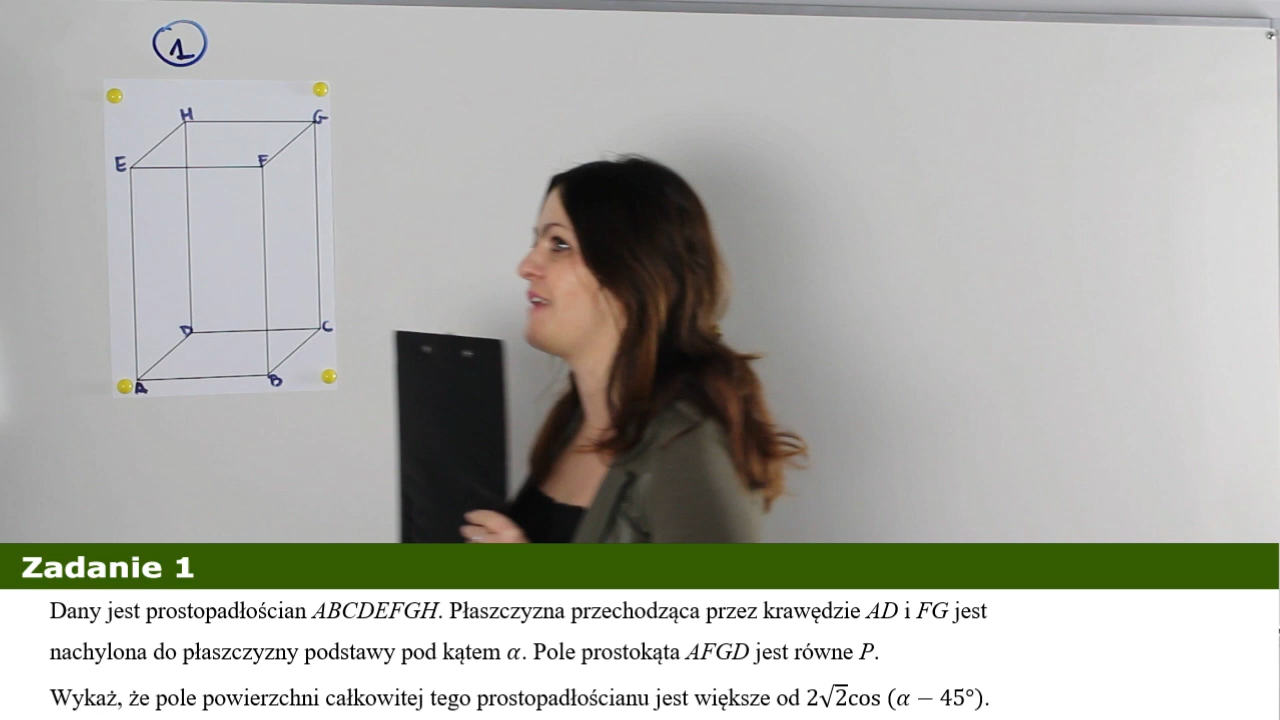 1
H
G
E
F
D
C
A
B
Zadanie 1
Dany jest prostopadłościan ABCDEFGH. Płaszczyzna przechodząca przez krawędzie AD i FG jest
nachylona do płaszczyzny podstawy pod kątem α. Pole prostokąta AFGD jest równe P.
Wykaż, że pole powierzchni całkowitej tego prostopadłościanu jest większe od 2√2cos (α − 45°).